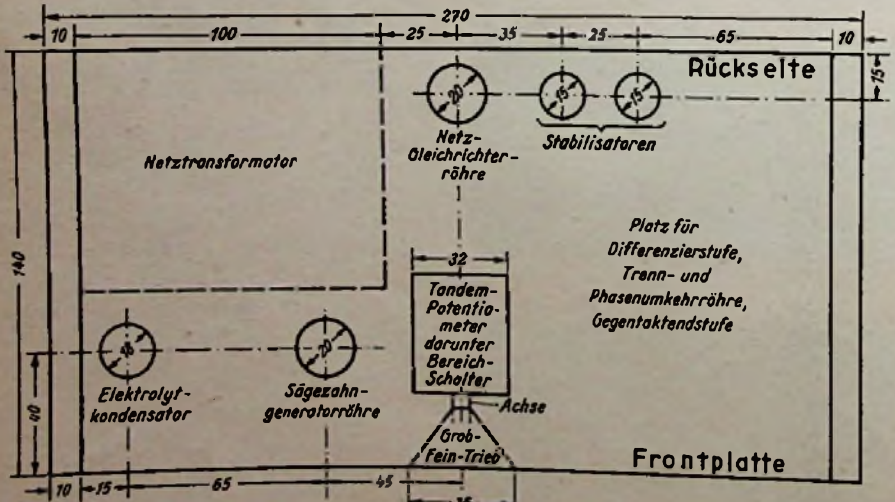 270
10 100 25 35 25 65 10
Rückseite
15
20 15 15
Netz-
Gleichrichter-
röhre
Stabilisatoren
Netztransformator
140
Platz für
Differenzierstufe,
Trenn- und
Phasenumkehrröhre,
Gegentaktendstufe
32
Tandem-
Potentio-
meter
darunter
Bereich-
Schalter
20
Elektrolyt-
kondensator
Sägezahn-
generatorröhre
Achse
40
Grob-
Fein-Trieb
Frontplatte
10 15 65 45